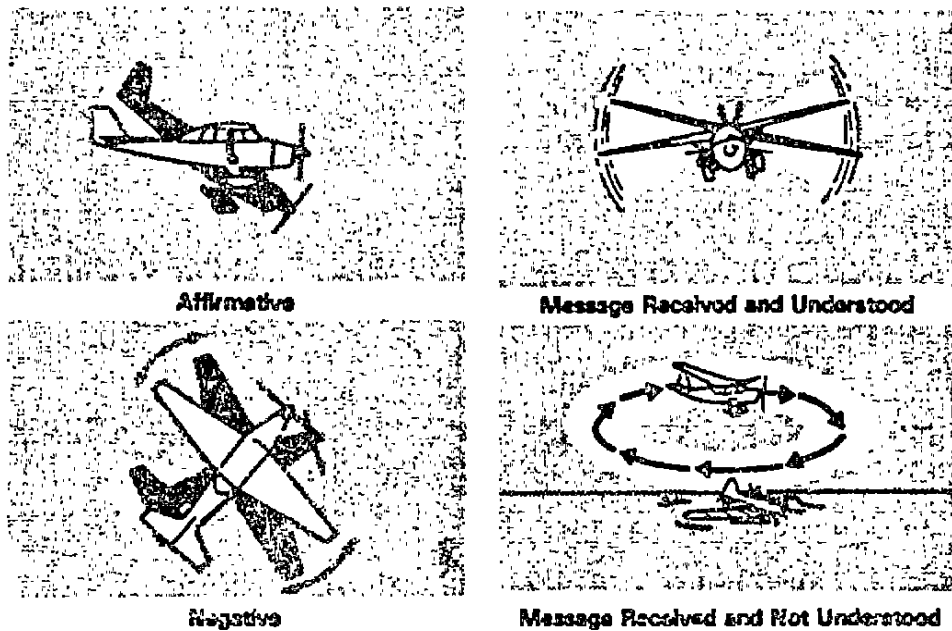 Affirmative
Message Received and Understood
Negative
Message Received and Not Understood